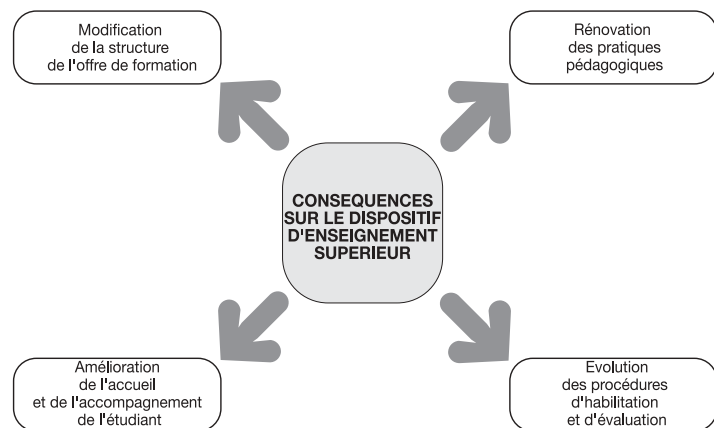 Modification
de la structure
de l'offre de formation
Rénovation
des pratiques
pédagogiques
CONSEQUENCES
SUR LE DISPOSITIF
D'ENSEIGNEMENT
SUPERIEUR
Amélioration
de l'accueil
et de l'accompagnement
de l'étudiant
Evolution
des procédures
d'habilitation
et d'évaluation